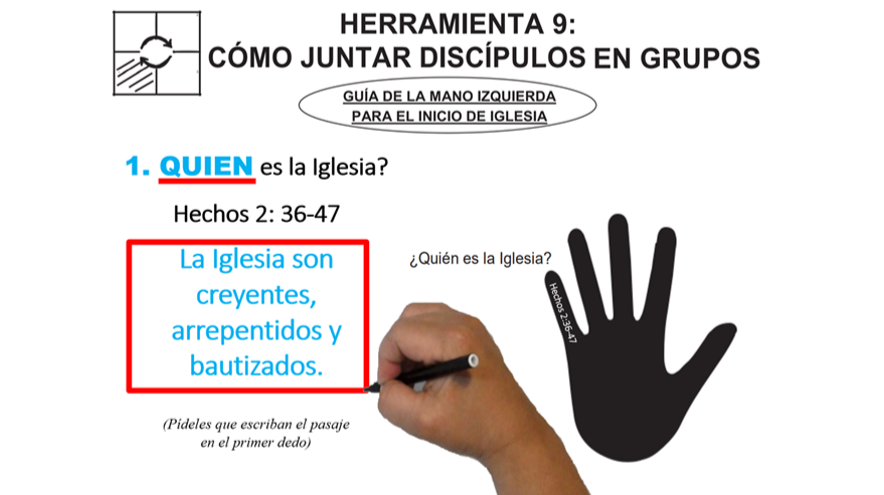 HERRAMIENTA 9:
CÓMO JUNTAR DISCÍPULOS EN GRUPOS
GUÍA DE LA MANO IZQUIERDA
PARA EL INICIO DE IGLESIA
1. QUIEN es la Iglesia?
Hechos 2: 36-47
La Iglesia son
creyentes,
arrepentidos y
bautizados.
(Pídeles que escriban el pasaje
en el primer dedo)
¿Quién es la Iglesia?
Hechos 2:36-47